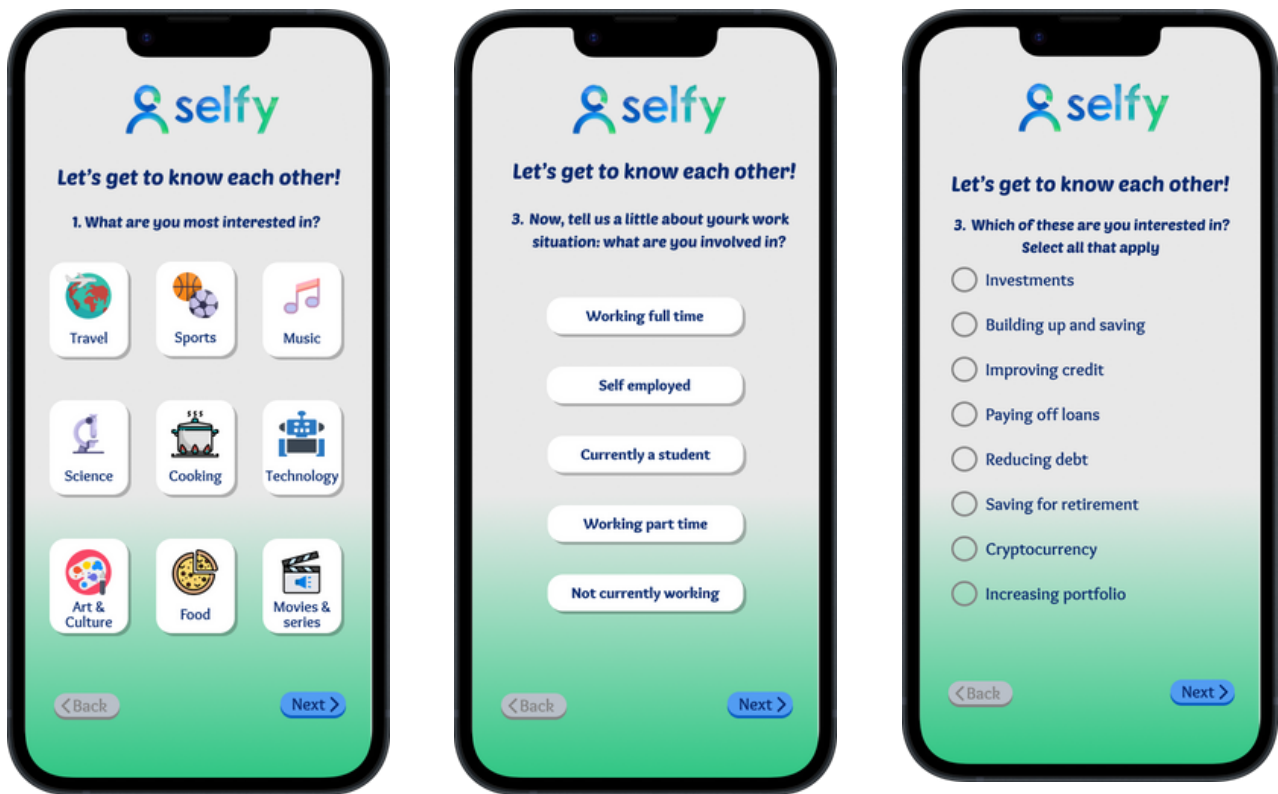 selfy
Let's get to know each other!
1. What are you most interested in?
Travel
Sports
Music
Science
Cooking
Technology
Art &
Culture
Food
Movies &
series
Back
Next
selfy
Let's get to know each other!
3. Now, tell us a little about yourk work
situation: what are you involved in?
Working full time
Self employed
Currently a student
Working part time
Not currently working
Back
Next
selfy
Let's get to know each other!
3. Which of these are you interested in?
Select all that apply
Investments
Building up and saving
Improving credit
Paying off loans
Reducing debt
Saving for retirement
Cryptocurrency
Increasing portfolio
Back
Next